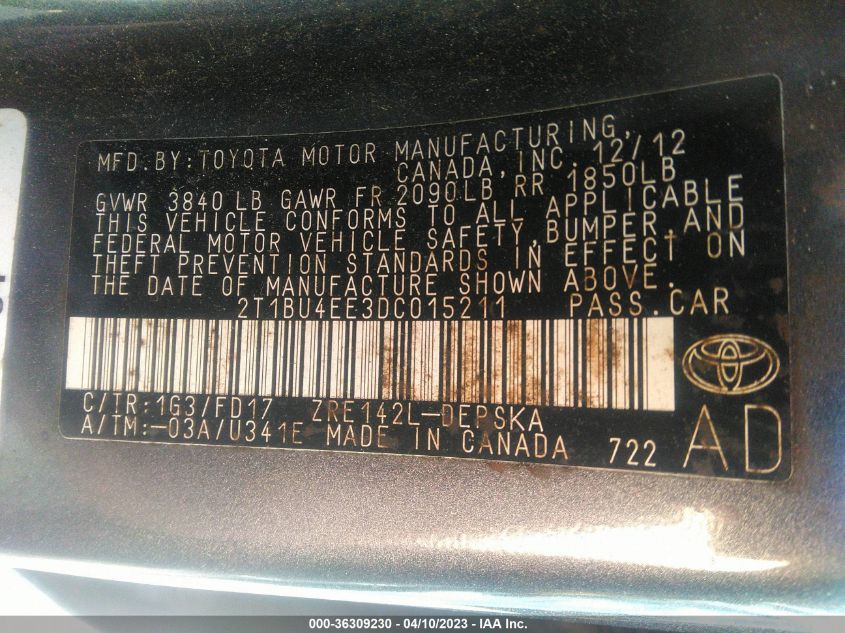 MFD.BY:TOYOTA MOTOR MANUFACTURING,
CANADA,INC. 12/12
GVWR 3840LB GAWR FR 2090LB RR 1850LB
THIS VEHICLE CONFORMS TO ALL APPLICABLE
FEDERAL MOTOR VEHICLE SAFETY,BUMPER,AND
THEFT PREVENTION STANDARDS IN EFFECT ON
THE DATE OF MANUFACTURE SHOWN ABOVE.
2T1BU4EE3DC015211 PASS.CAR
C/TR:1G3/FD17 ZRE142L-DEPSKA
A/TM:-03A/U341E MADE IN CANADA 722
AD
000-36309230 - 04/10/2023 - IAA Inc.